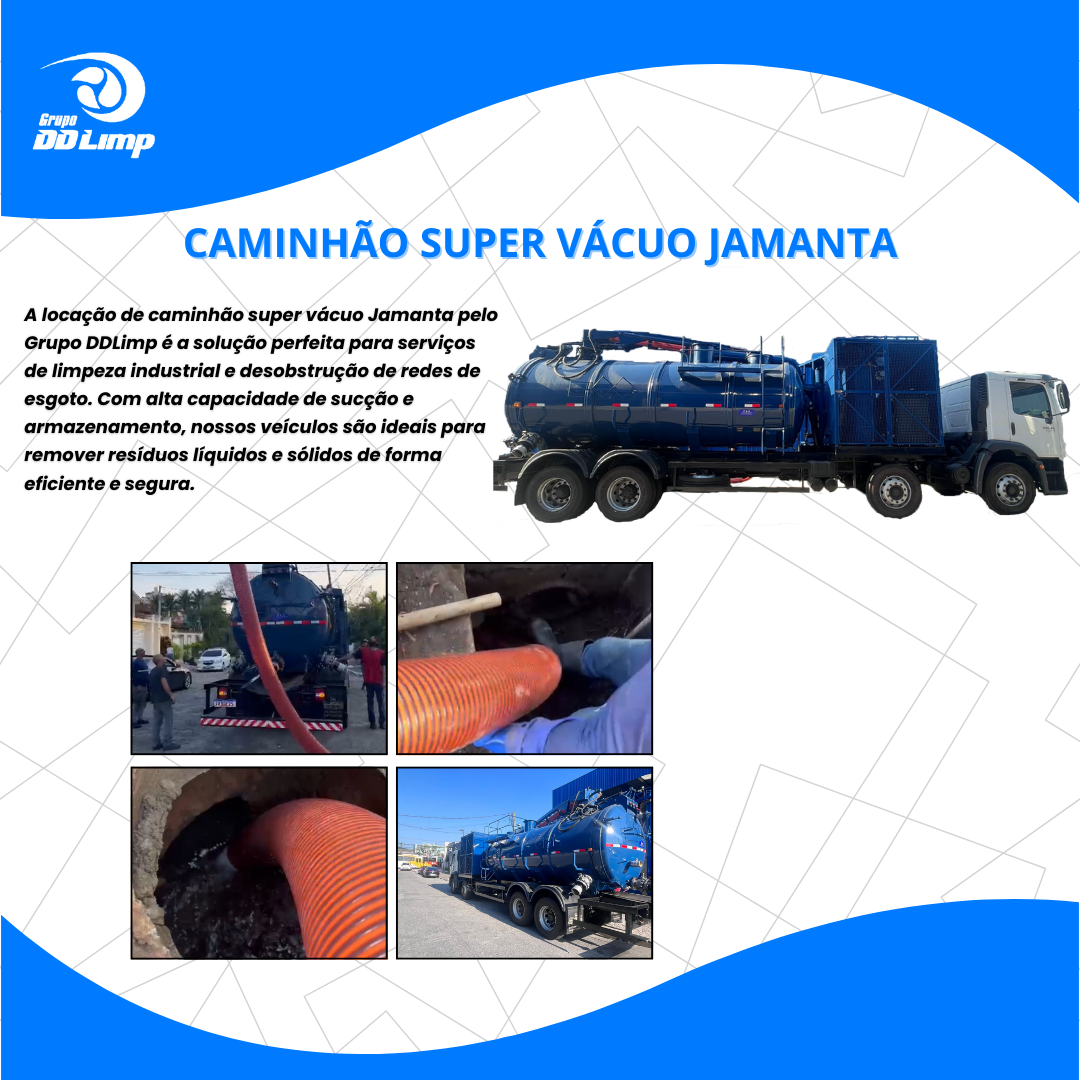 Grupo
DDLimp
CAMINHÃO SUPER VÁCUO JAMANTA
A locação de caminhão super vácuo Jamanta pelo
Grupo DDLimp é a solução perfeita para serviços
de limpeza industrial e desobstrução de redes de
esgoto. Com alta capacidade de sucção e
armazenamento, nossos veículos são ideais para
remover resíduos líquidos e sólidos de forma
eficiente e segura.